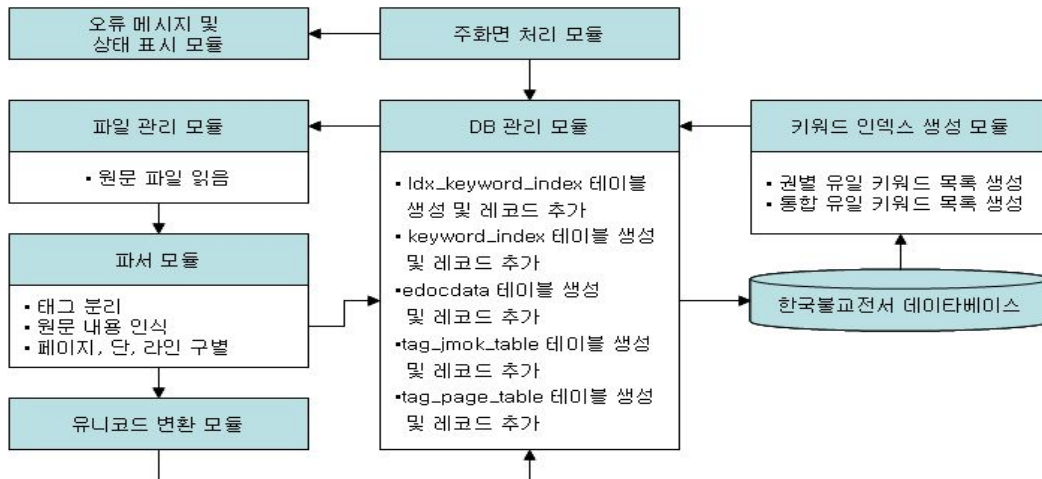 오류 메시지 및
상태 표시 모듈
주화면 처리 모듈
파일 관리 모듈
▪ 원문 파일 읽음
DB 관리 모듈
▪ Idx_keyword_index 테이블
생성 및 레코드 추가
▪ keyword_index 테이블 생성
및 레코드 추가
▪edocdata 테이블 생성
및 레코드 추가
▪tag_jmok_table 테이블 생성
및 레코드 추가
▪tag_page_table 테이블 생성
및 레코드 추가
키워드 인덱스 생성 모듈
▪ 권별 유일 키워드 목록 생성
▪ 통합 유일 키워드 목록 생성
파서 모듈
▪ 태그 분리
▪ 원문 내용 인식
▪ 페이지, 단, 라인 구별
한국불교전서 데이타베이스
유니코드 변환 모듈